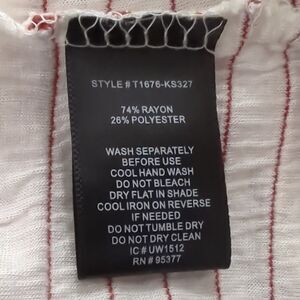 STYLE # T1676-KS327
74% RAYON
26% POLYESTER
WASH SEPARATELY
BEFORE USE
COOL HAND WASH
DO NOT BLEACH
DRY FLAT IN SHADE
COOL IRON ON REVERSE
IF NEEDED
DO NOT TUMBLE DRY
DO NOT DRY CLEAN
IC # UW1512
RN # 95377